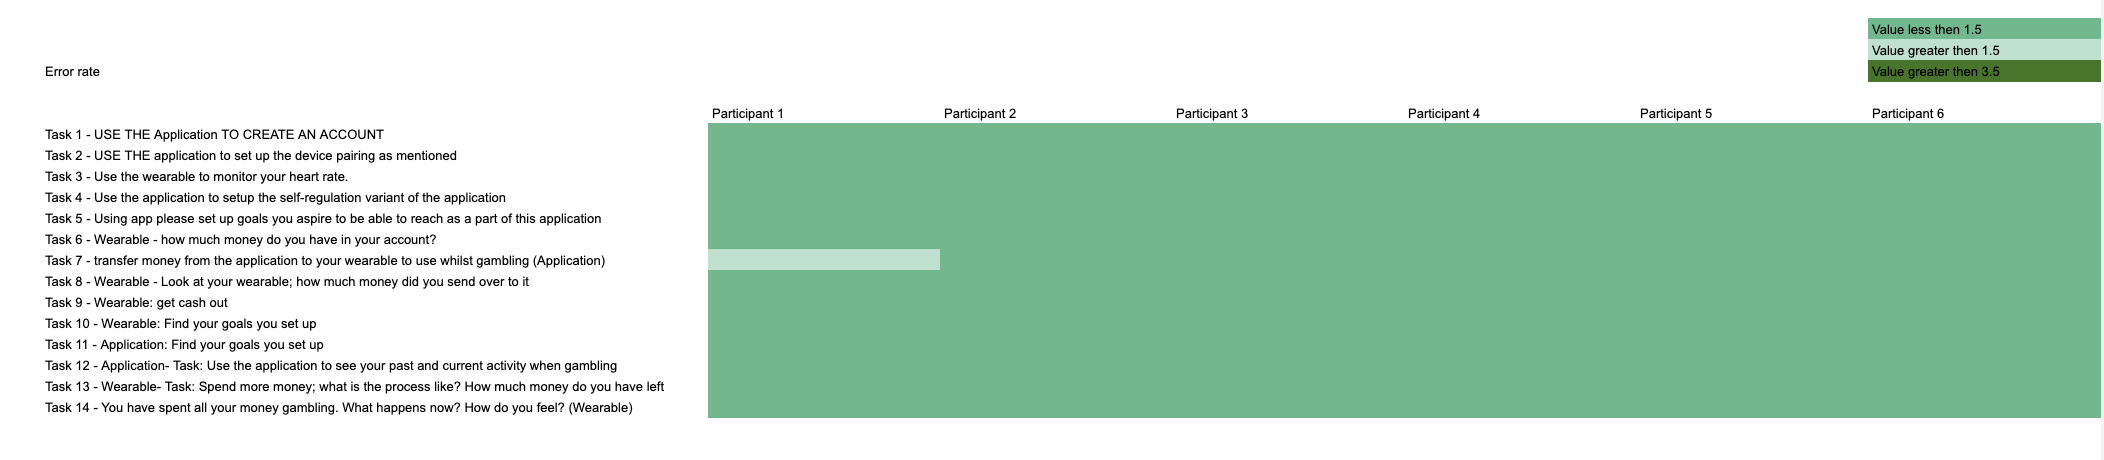 Value less then 1.5
Value greater then 1.5
Error rate
Value greater then 3.5
Participant 1 Participant 2 Participant 3 Participant 4 Participant 5 Participant 6
Task 1 - USE THE Application TO CREATE AN ACCOUNT
Task 2 - USE THE application to set up the device pairing as mentioned
Task 3 - Use the wearable to monitor your heart rate.
Task 4 - Use the application to setup the self-regulation variant of the application
Task 5 - Using app please set up goals you aspire to be able to reach as a part of this application
Task 6 - Wearable - how much money do you have in your account?
Task 7 - transfer money from the application to your wearable to use whilst gambling (Application)
Task 8 - Wearable - Look at your wearable; how much money did you send over to it
Task 9 - Wearable: get cash out
Task 10 - Wearable: Find your goals you set up
Task 11 - Application: Find your goals you set up
Task 12 - Application- Task: Use the application to see your past and current activity when gambling
Task 13 - Wearable- Task: Spend more money; what is the process like? How much money do you have left
Task 14 - You have spent all your money gambling. What happens now? How do you feel? (Wearable)